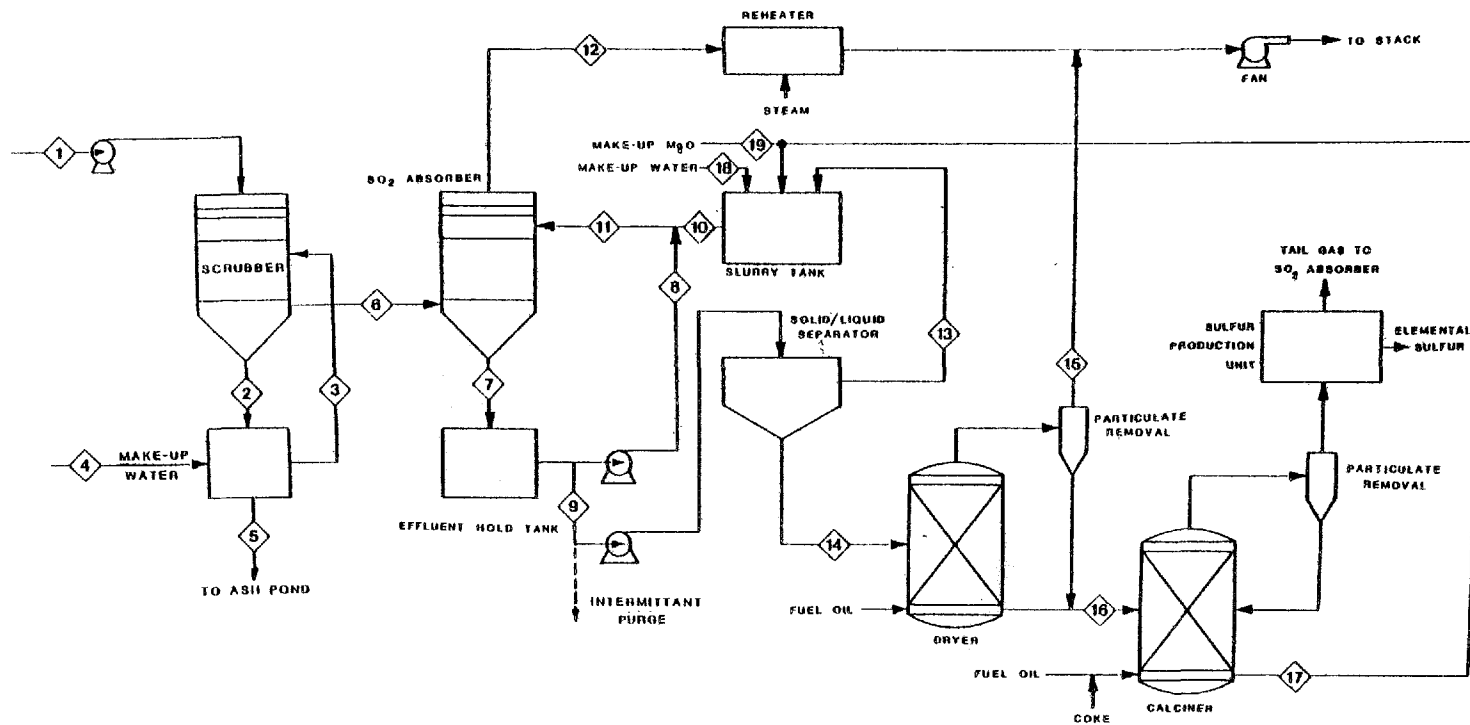 REHEATER
12
TO STACK
FAN
STEAM
1
MAKE-UP MgO
19
MAKE-UP WATER
18
SO2 ABSORBER
11
10
SCRUBBER
SLURRY TANK
TAIL GAS TO
SO2 ABSORBER
6
8
SOLID/LIQUID
SEPARATOR
13
SULFUR
PRODUCTION
UNIT
ELEMENTAL
SULFUR
2
3
7
15
PARTICULATE
REMOVAL
4
MAKE-UP
WATER
PARTICULATE
REMOVAL
9
EFFLUENT HOLD TANK
5
14
TO ASH POND
INTERMITTANT
PURGE
FUEL OIL
16
DRYER
FUEL OIL
17
CALCINER
COKE